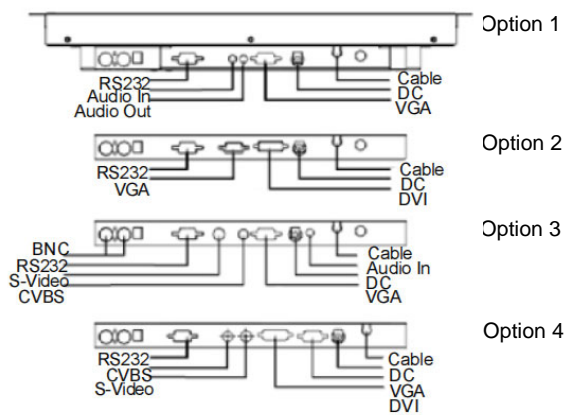 Option 1
RS232
Audio In
Audio Out
Cable
DC
VGA
Option 2
RS232
VGA
Cable
DC
DVI
Option 3
BNC
RS232
S-Video
CVBS
Cable
Audio In
DC
VGA
Option 4
RS232
CVBS
S-Video
Cable
DC
VGA
DVI